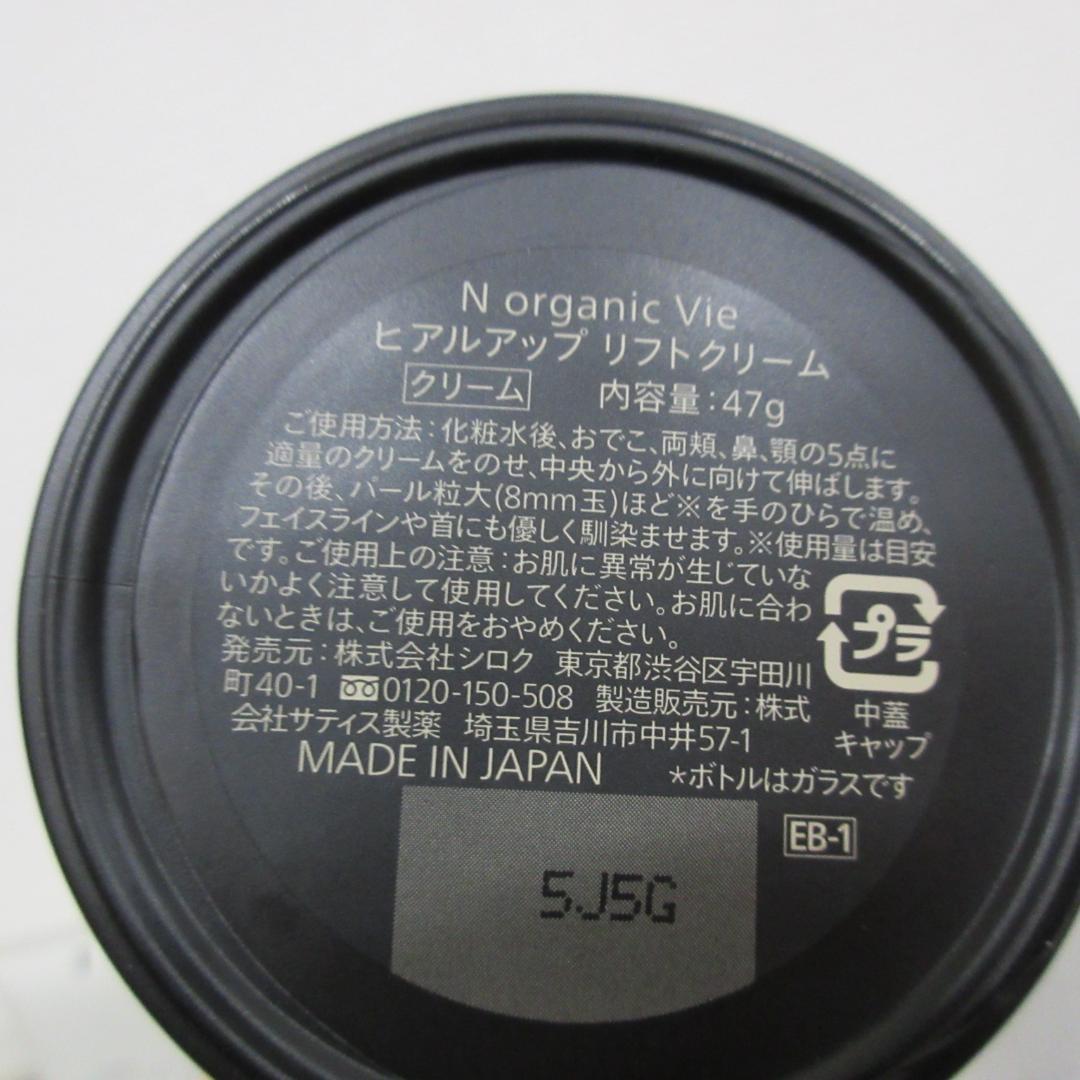 N organic Vie
ヒアルアップ リフトクリーム
クリーム 内容量:47g
ご使用方法:化粧水後、おでこ、両頬、鼻、顎の5点に
適量のクリームをのせ、中央から外に向けて伸ばします。
その後、パール粒大(8mm玉)ほど※を手のひらで温め、
フェイスラインや首にも優しく馴染ませます。※使用量は目安
です。ご使用上の注意:お肌に異常が生じていな
いかよく注意して使用してください。お肌に合わ
ないときは、ご使用をおやめください。
発売元:株式会社シロク 東京都渋谷区宇田川
町40-1 0120-150-508 製造販売元:株式
会社サティス製薬 埼玉県吉川市中井57-1
MADE IN JAPAN *ボトルはガラスです
プラ
中蓋
キャップ
EB-1
5J5G